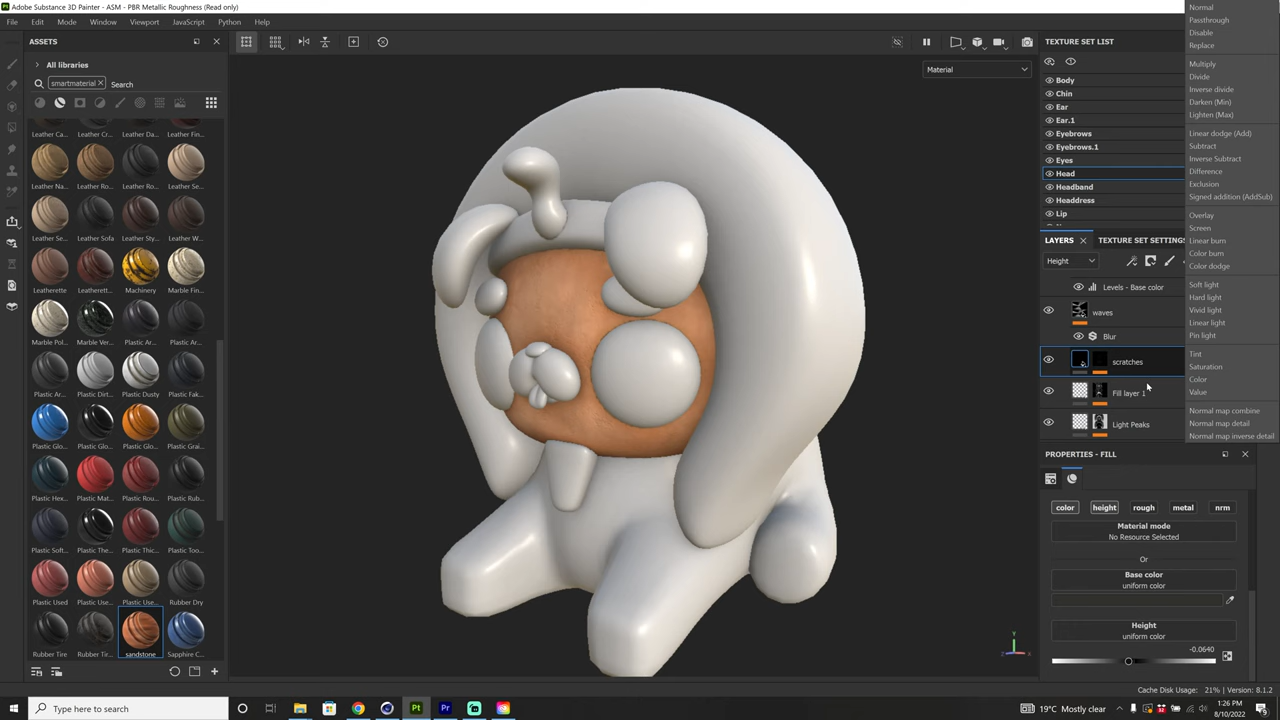 Adobe Substance 3D Painter - ASM - PBR Metallic Roughness (Read only)
File Edit Mode Window Viewport JavaScript Python Help
ASSETS
All libraries
smartmaterial Search
Leather Ca... Leather Cr... Leather Da... Leather Fin...
Leather Na... Leather Ro... Leather Ro... Leather Se...
Leather Se... Leather Sofa Leather Sty... Leather W...
Leatherette Leatherett... Machinery Marble Fin...
Marble Pol... Marble Ver... Plastic Ar... Plastic Ar...
Plastic Arm... Plastic Dirt... Plastic Dusty Plastic Fak...
Plastic Glo... Plastic Glo... Plastic Glo... Plastic Grai...
Plastic Hex... Plastic Mat... Plastic Rou... Plastic Rub...
Plastic Soft... Plastic The... Plastic Thic... Plastic Too...
Plastic Used Plastic Use... Plastic Use... Rubber Dry
Rubber Tire Rubber Tir... sandstone Sapphire C...
Material
TEXTURE SET LIST
Body
Chin
Ear
Ear.1
Eyebrows
Eyebrows.1
Eyes
Head
Headband
Headdress
Lip
LAYERS TEXTURE SET SETTINGS
Height
Levels - Base color
waves
Blur
scratches
Fill layer 1
Light Peaks
Normal
Passthrough
Disable
Replace
Multiply
Divide
Inverse divide
Darken (Min)
Lighten (Max)
Linear dodge (Add)
Subtract
Inverse Subtract
Difference
Exclusion
Signed addition (AddSub)
Overlay
Screen
Linear burn
Color burn
Color dodge
Soft light
Hard light
Vivid light
Linear light
Pin light
Tint
Saturation
Color
Value
Normal map combine
Normal map detail
Normal map inverse detail
PROPERTIES - FILL
color height rough metal nrm
Material mode
No Resource Selected
Or
Base color
uniform color
Height
uniform color
-0.0640
Y
Cache Disk Usage: 21% | Version: 8.1.2
Type here to search
Pt
Pr
19°C Mostly clear
1:26 PM
8/10/2022